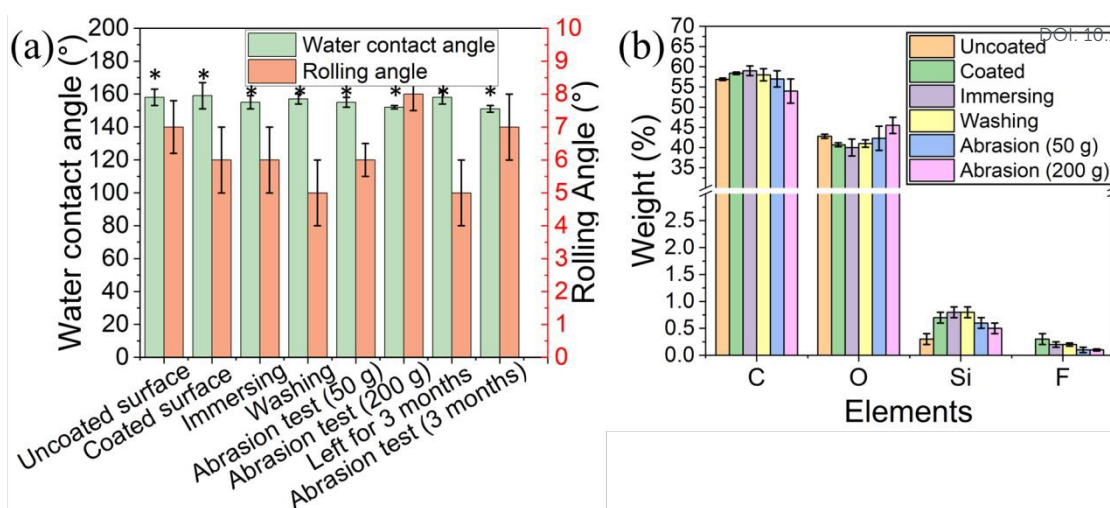 (a)
Water contact angle
Rolling angle
Water contact angle (°)
200
180
160
140
120
100
80
60
40
20
0
* * * * * * * *
10
9
8
7
6
5
4
3
2
1
0
Rolling Angle (°)
Uncoated surface
Coated surface
Immersing
Washing
Abrasion test (50 g)
Abrasion test (200 g)
Left for 3 months
Abrasion test (3 months)
(b)
DOI: 10.
Uncoated
Coated
Immersing
Washing
Abrasion (50 g)
Abrasion (200 g)
Weight (%)
70
65
60
55
50
45
40
2.5
2.0
1.5
1.0
0.5
0.0
C O Si F
Elements